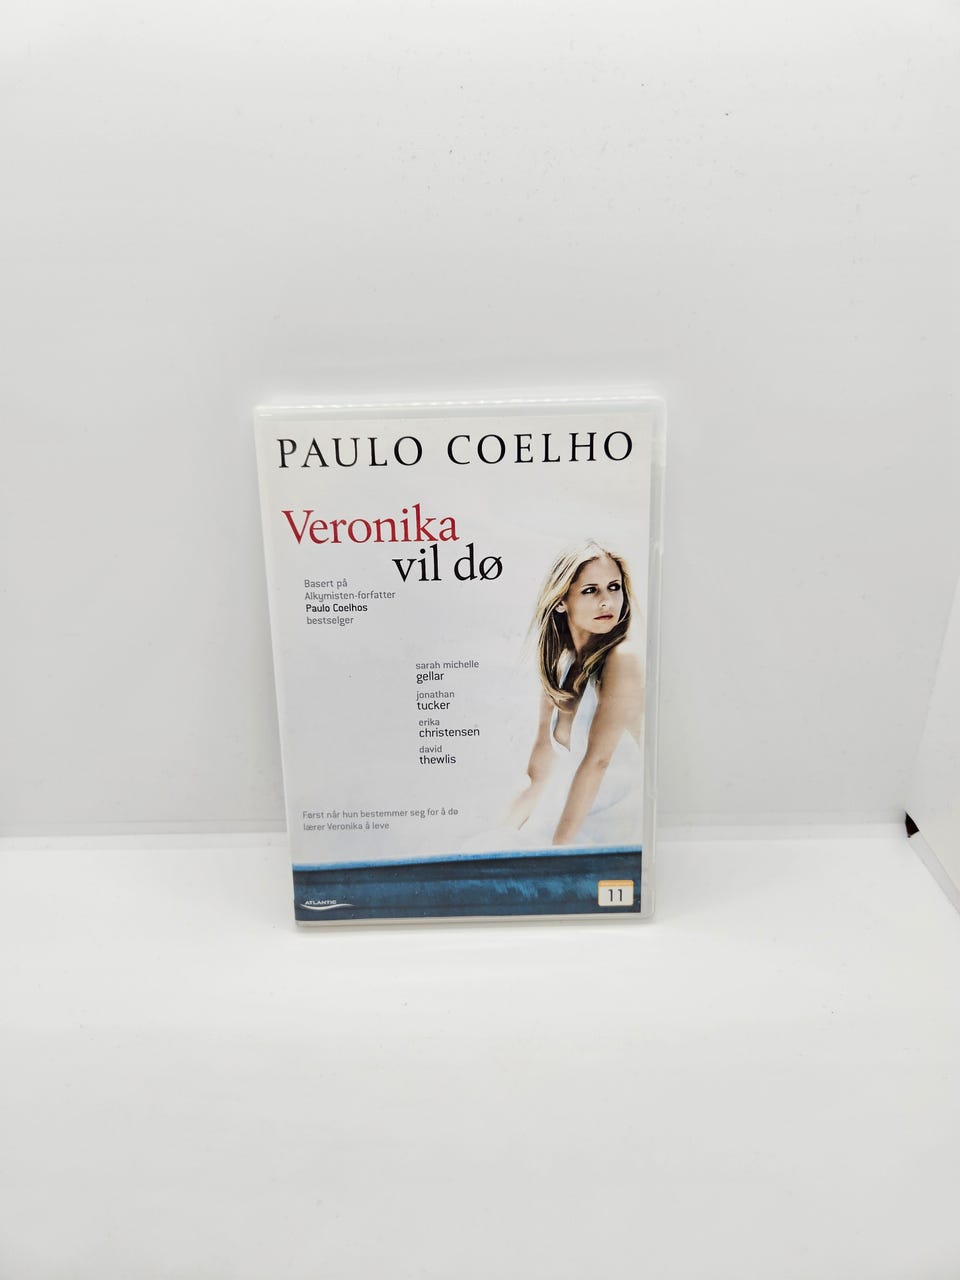 PAULO COELHO
Veronika
vil dø
Basert på
Alkymisten-forfatter
Paulo Coelhos
bestselger
sarah michelle
gellar
jonathan
tucker
erika
christensen
david
thewlis
Først når hun bestemmer seg for å dø
lærer Veronika å leve
ATLANTIC
11